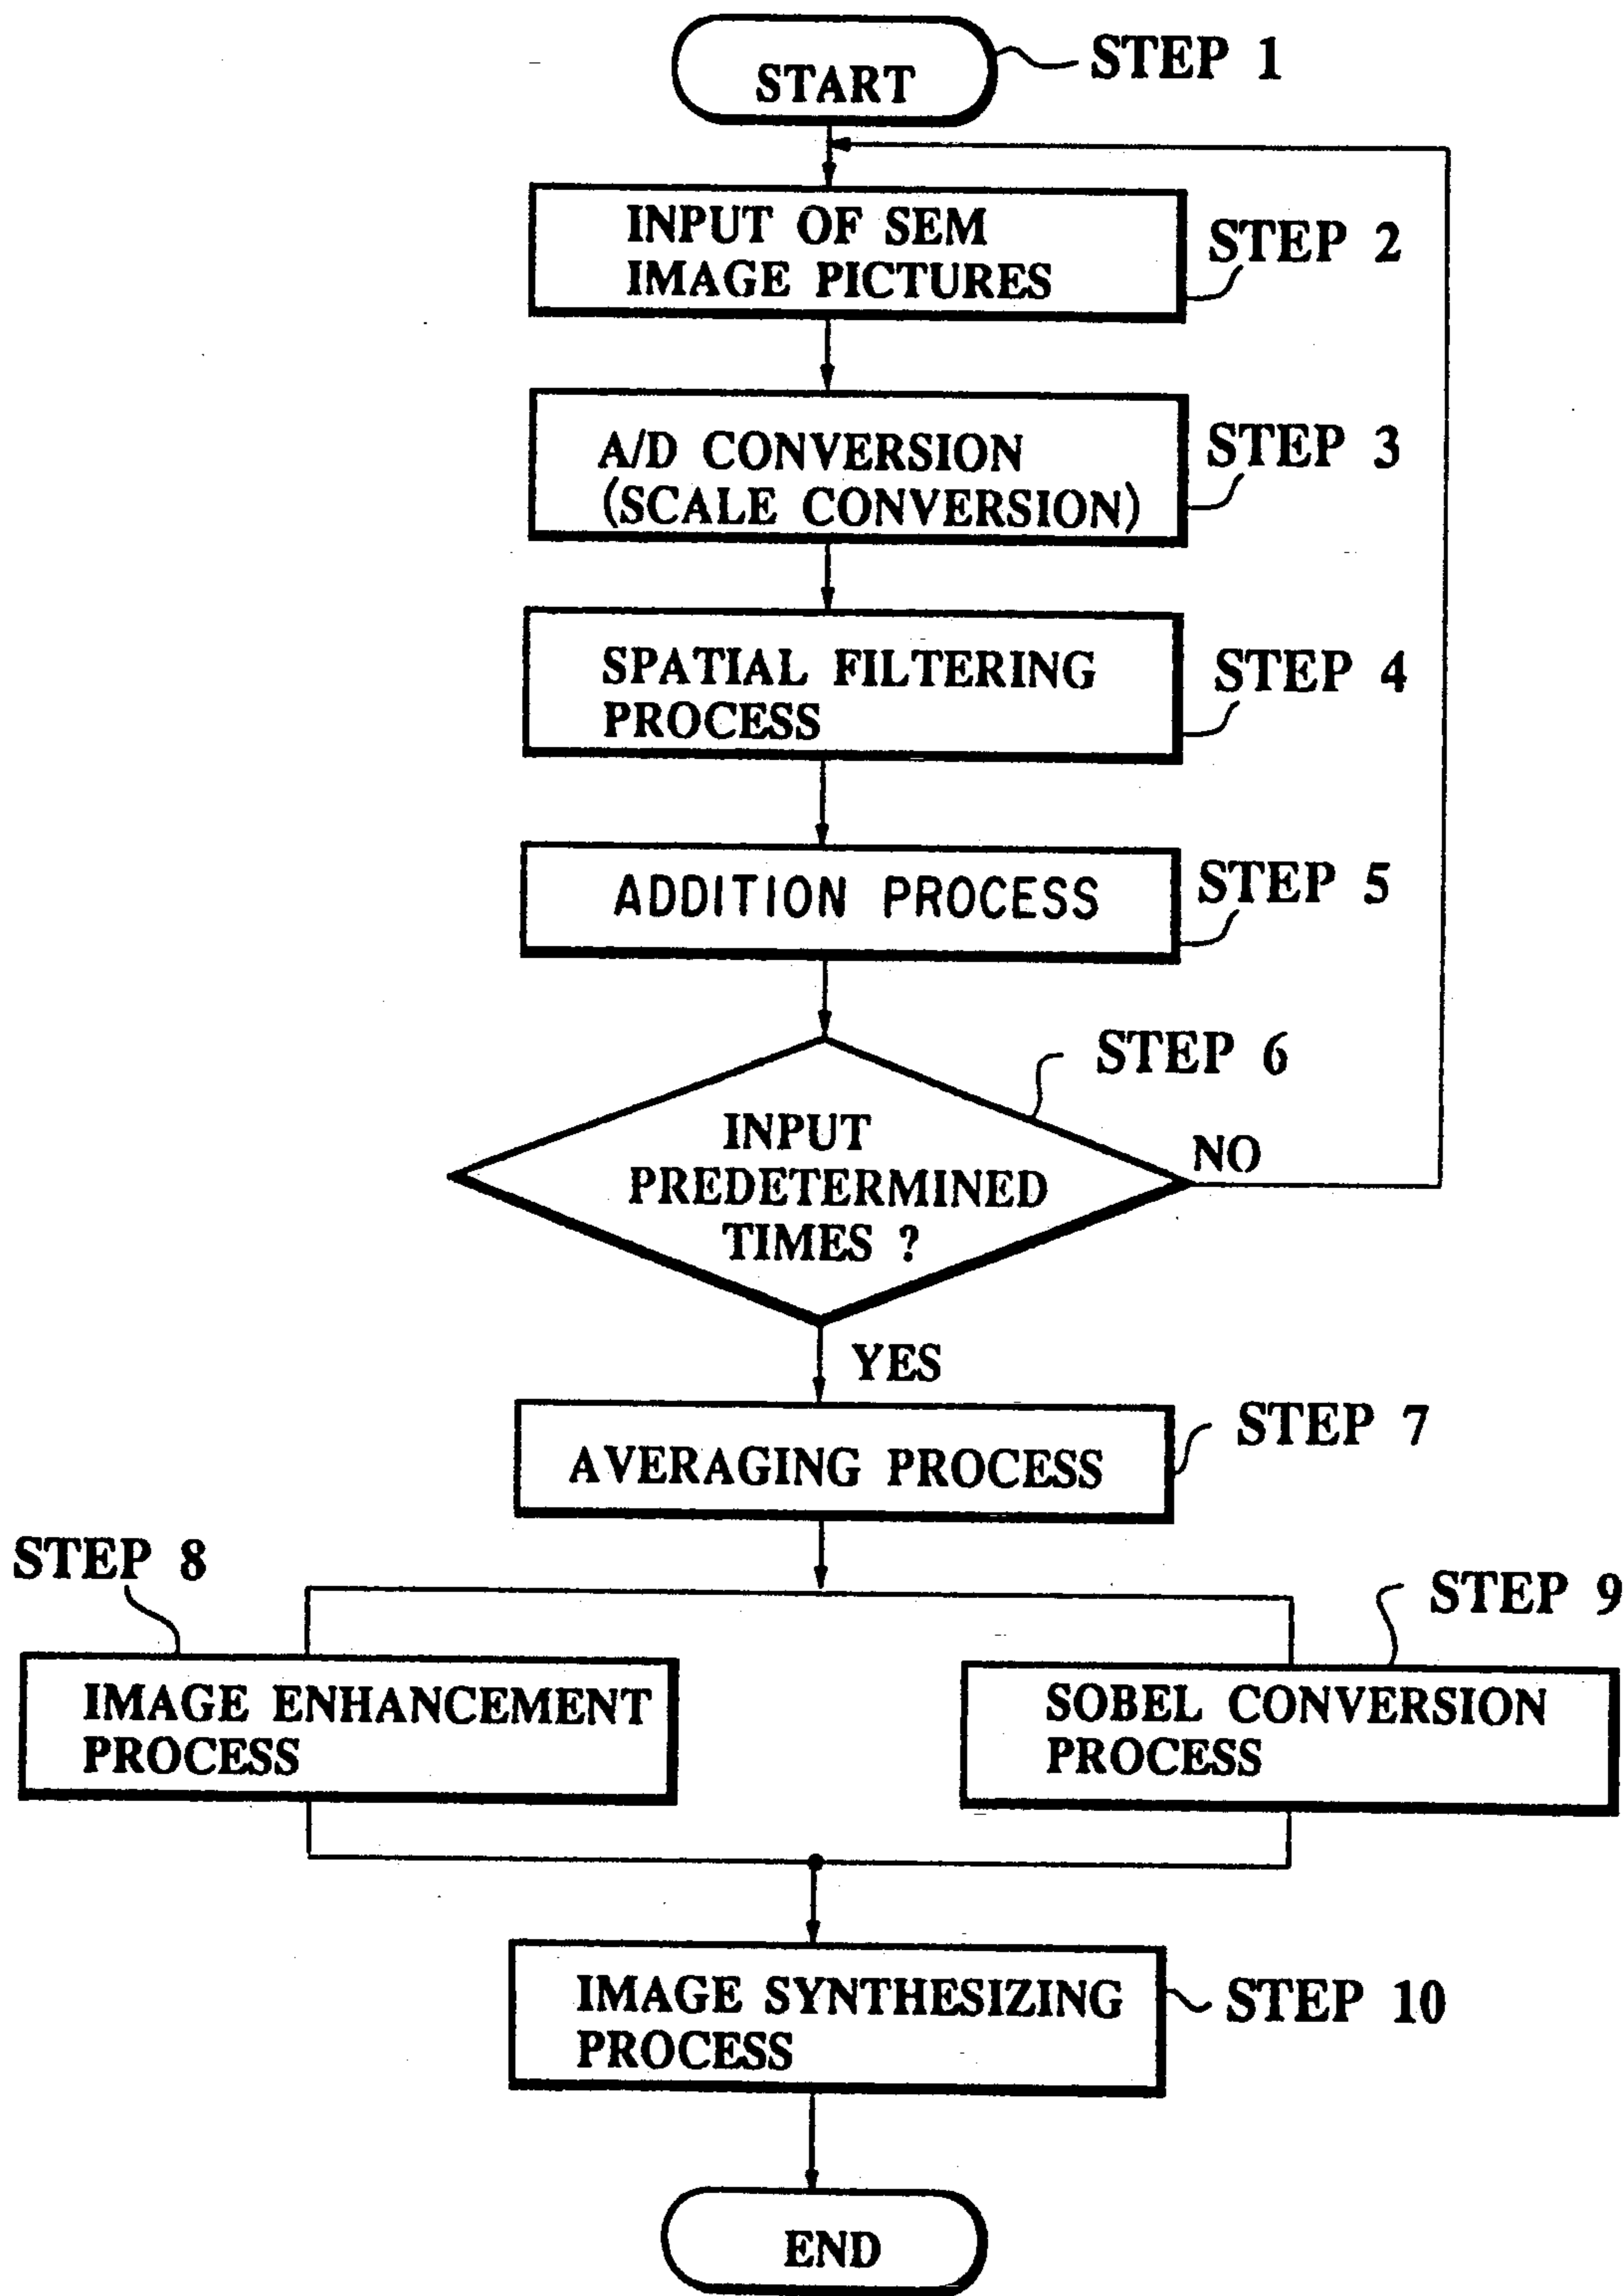 START
STEP 1
INPUT OF SEM
IMAGE PICTURES
STEP 2
A/D CONVERSION
(SCALE CONVERSION)
STEP 3
SPATIAL FILTERING
PROCESS
STEP 4
ADDITION PROCESS
STEP 5
STEP 6
INPUT
PREDETERMINED
TIMES ?
NO
YES
AVERAGING PROCESS
STEP 7
STEP 8
IMAGE ENHANCEMENT
PROCESS
STEP 9
SOBEL CONVERSION
PROCESS
IMAGE SYNTHESIZING
PROCESS
STEP 10
END